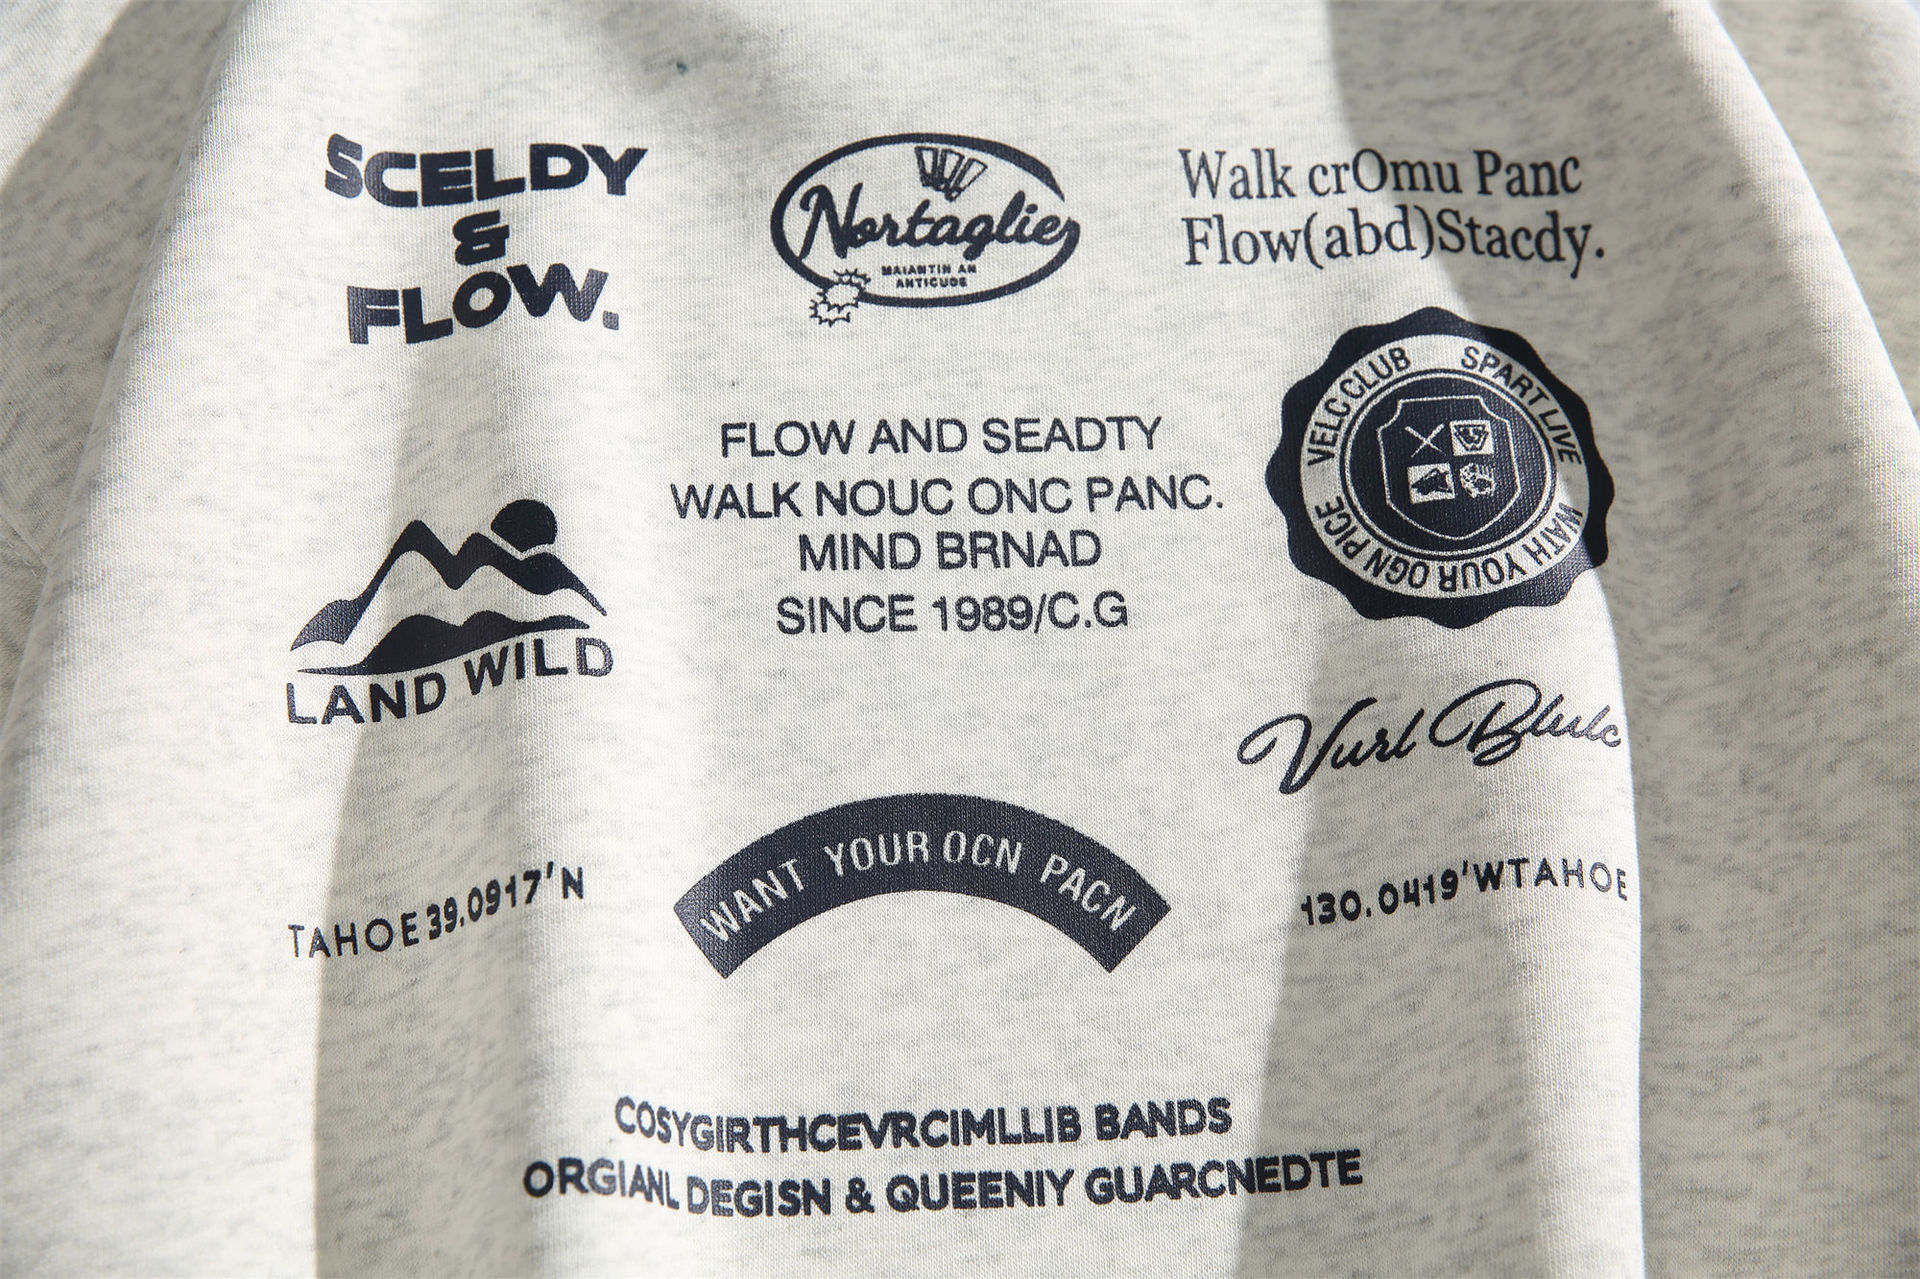 SCELDY
&
FLOW.
Nortaglie
MAIANTIN AN
ANTICUDE
Walk crOmu Panc
Flow(abd)Stacdy.
VELCCLUB SPART LIVE
WATH YOUR OGN PICE
FLOW AND SEADTY
WALK NOUC ONC PANC.
MIND BRNAD
SINCE 1989/C.G
LAND WILD
Vurl Blulc
WANT YOUR OCN PACN
TAHOE 39.0917'N
130.0419'WTAHOE
COSYGIRTHCEVRCIMLLIB BANDS
ORGIANL DEGISN & QUEENIY GUARCNEDTE